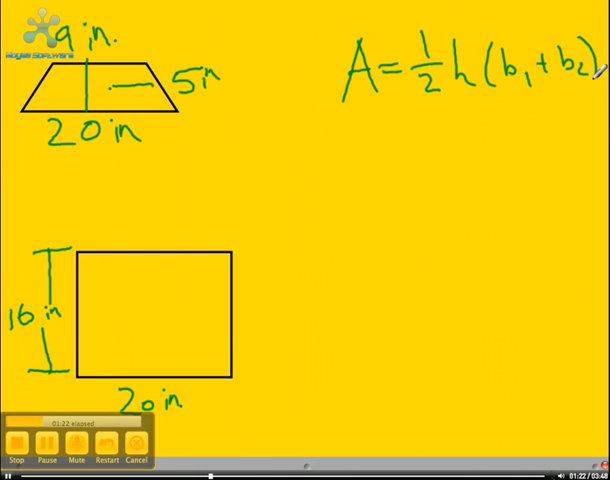 9 in.
A = 1/2 h (b₁ + b₂)
5 in
20 in
16 in
20 in
01:22 elapsed
Stop Pause Mute Restart Cancel
01:22 / 03:48